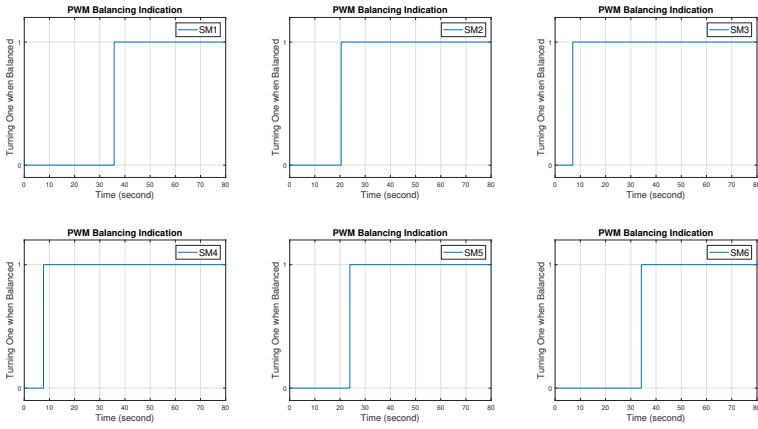 PWM Balancing Indication
SM1
Turning One when Balanced
1
0
0 10 20 30 40 50 60 70 80
Time (second)
PWM Balancing Indication
SM2
Turning One when Balanced
1
0
0 10 20 30 40 50 60 70 80
Time (second)
PWM Balancing Indication
SM3
Turning One when Balanced
1
0
0 10 20 30 40 50 60 70 80
Time (second)
PWM Balancing Indication
SM4
Turning One when Balanced
1
0
0 10 20 30 40 50 60 70 80
Time (second)
PWM Balancing Indication
SM5
Turning One when Balanced
1
0
0 10 20 30 40 50 60 70 80
Time (second)
PWM Balancing Indication
SM6
Turning One when Balanced
1
0
0 10 20 30 40 50 60 70 80
Time (second)